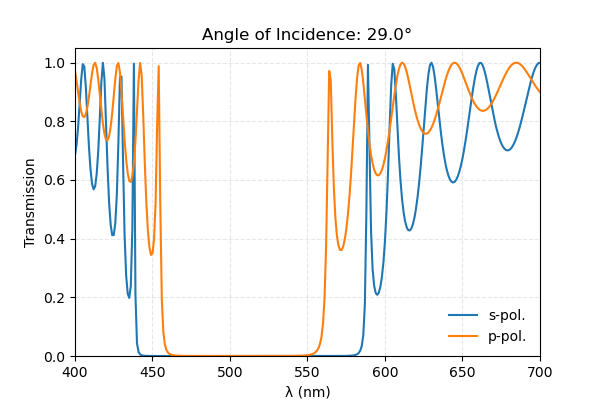 Angle of Incidence: 29.0°
Transmission
1.0
0.8
0.6
0.4
0.2
0.0
s-pol.
p-pol.
400 450 500 550 600 650 700
λ (nm)